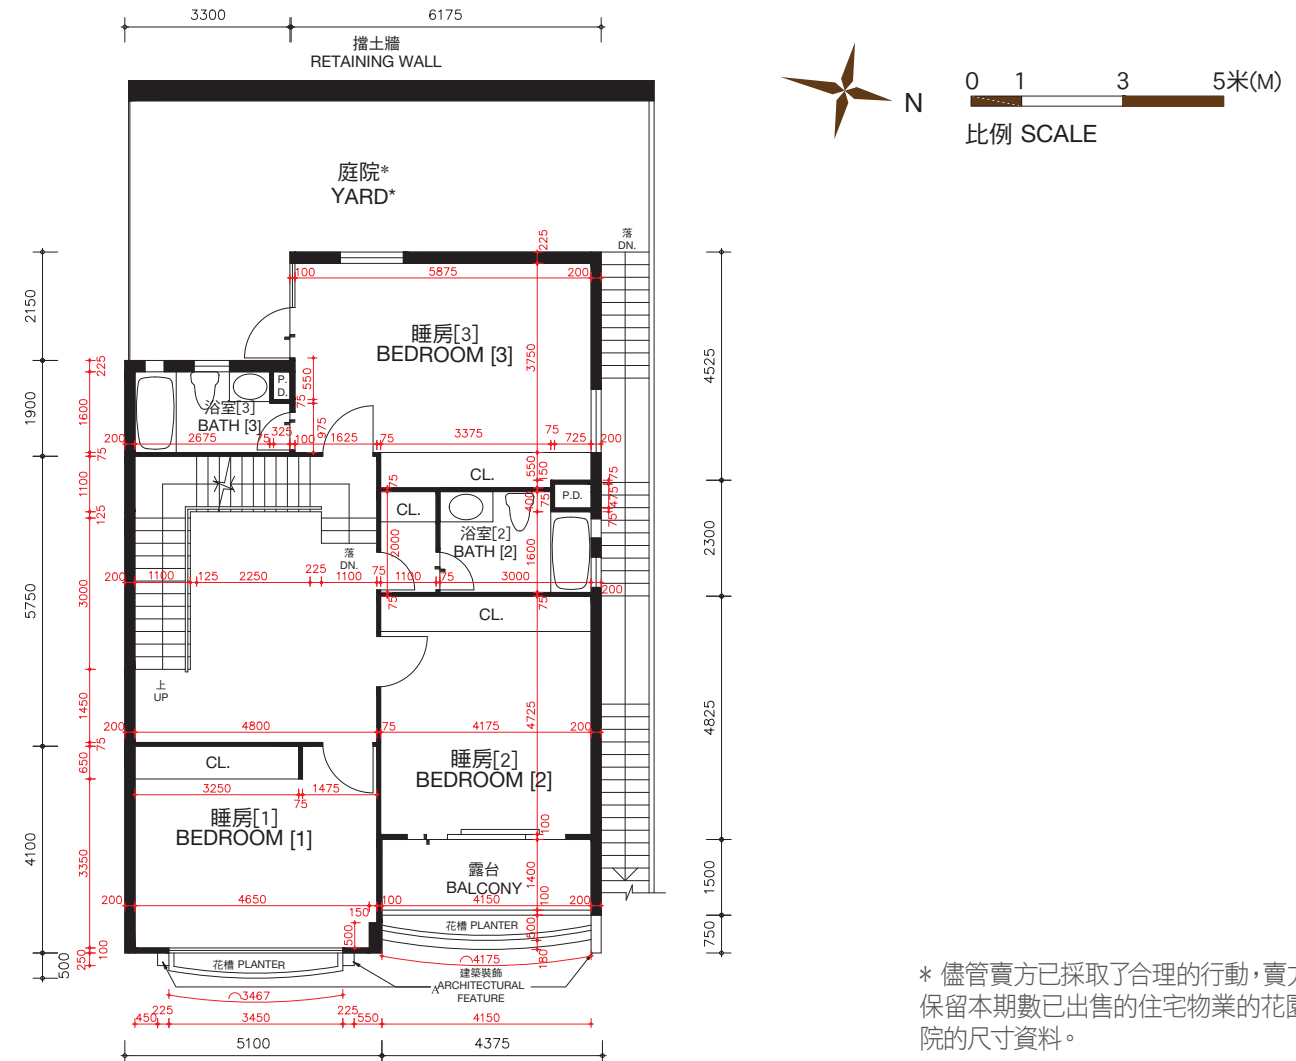 3300 6175
擋土牆
RETAINING WALL
N
0 1 3 5米(M)
比例 SCALE
庭院*
YARD*
落
DN.
225
100 5875 200
2150
225
睡房[3]
BEDROOM [3]
3750
4525
P.
D.
550
75
浴室[3]
BATH [3]
1900
1600
975
200 2675 75 325 100 1625 75 3375 75 725 200
75
CL.
550
150
75
1100
75
CL.
400
75
P.D.
475
75
125
浴室[2]
BATH [2]
2000
1600
2300
落
DN.
200 1100 125 2250 225 1100 75 1100 75 3000 200
3000
5750
75
75
CL.
上
UP
1450
4725
4825
200 4800 75 4175 200
75
650
CL.
睡房[2]
BEDROOM [2]
3250 1475
75
睡房[1]
BEDROOM [1]
100
4100
3350
露台
BALCONY
1400
1500
200 4650 150 100 4150 200
100
花槽 PLANTER
500
500
750
100
250
500
花槽 PLANTER
4175
180
建築裝飾
ARCHITECTURAL
FEATURE
A
3467
450 225 3450 225 550 4150
5100 4375
* 儘管賣方已採取了合理的行動，賣方
保留本期數已出售的住宅物業的花園
院的尺寸資料。